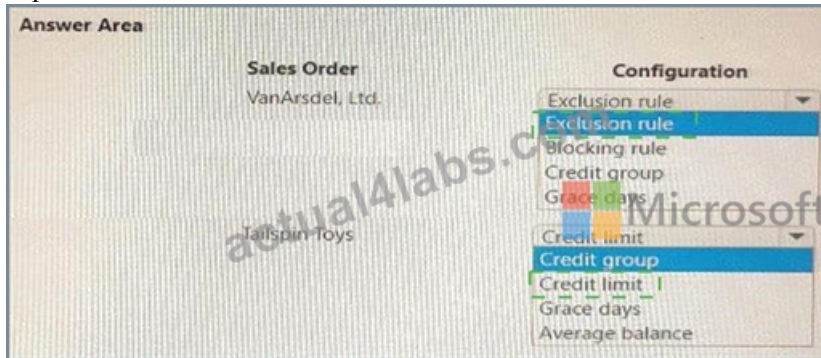 Answer Area
Sales Order Configuration
VanArsdel, Ltd. Exclusion rule
Exclusion rule
Blocking rule
Credit group
Grace days
actual4labs.com
Microsoft
Tailspin Toys Credit limit
Credit group
Credit limit
Grace days
Average balance